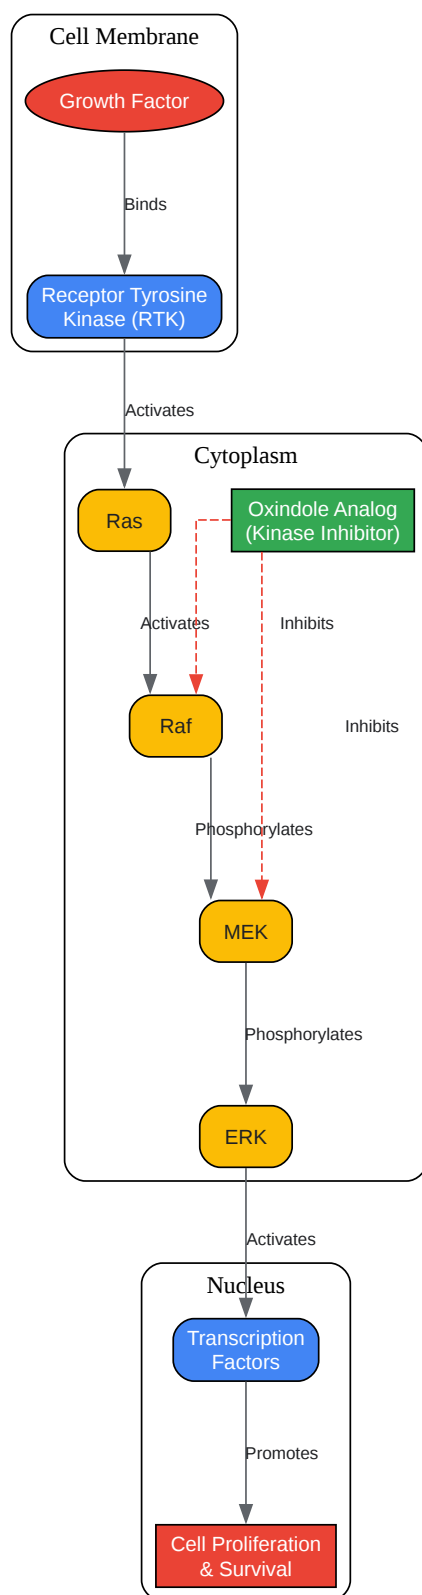 Cell Membrane
Growth Factor
Binds
Receptor Tyrosine
Kinase (RTK)
Activates
Cytoplasm
Ras
Oxindole Analog
(Kinase Inhibitor)
Activates
Inhibits
Raf
Inhibits
Phosphorylates
MEK
Phosphorylates
ERK
Activates
Nucleus
Transcription
Factors
Promotes
Cell Proliferation
& Survival